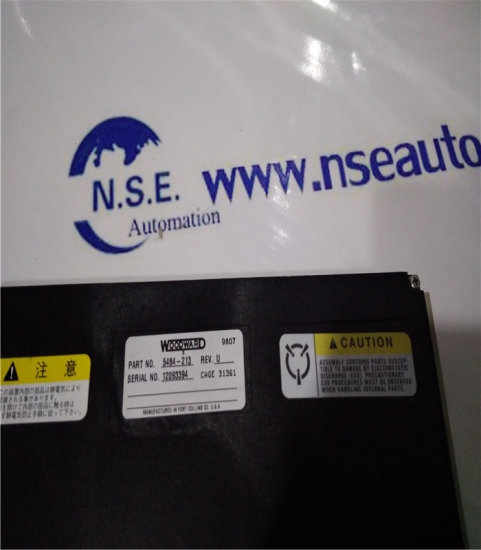 N.S.E.
Automation
www.nseauto
注意
WOODWARD
9807
PART NO. 5464-213 REV. U
SERIAL NO. 12093394 CAGE 31361
MANUFACTURED IN FORT COLLINS CO. U.S.A
CAUTION
ASSEMBLY CONTAINS PARTS SUSCEP-
TIBLE TO DAMAGE BY ELECTROSTATIC
DISCHARGE (ESD) PRECAUTIONARY
ESD PROCEDURES MUST BE OBSERVED
WHEN HANDLING INTERNAL PARTS.